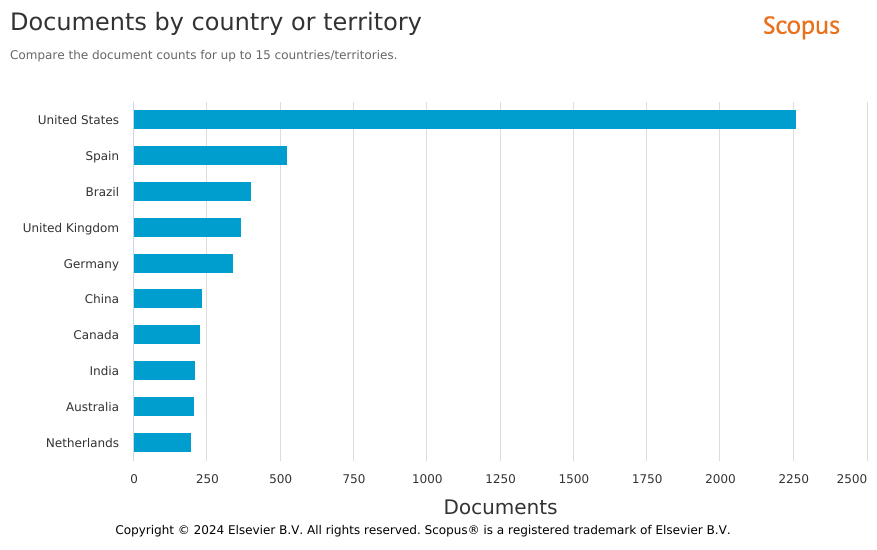 Documents by country or territory
Scopus
Compare the document counts for up to 15 countries/territories.
United States
Spain
Brazil
United Kingdom
Germany
China
Canada
India
Australia
Netherlands
0 250 500 750 1000 1250 1500 1750 2000 2250 2500
Documents
Copyright © 2024 Elsevier B.V. All rights reserved. Scopus® is a registered trademark of Elsevier B.V.